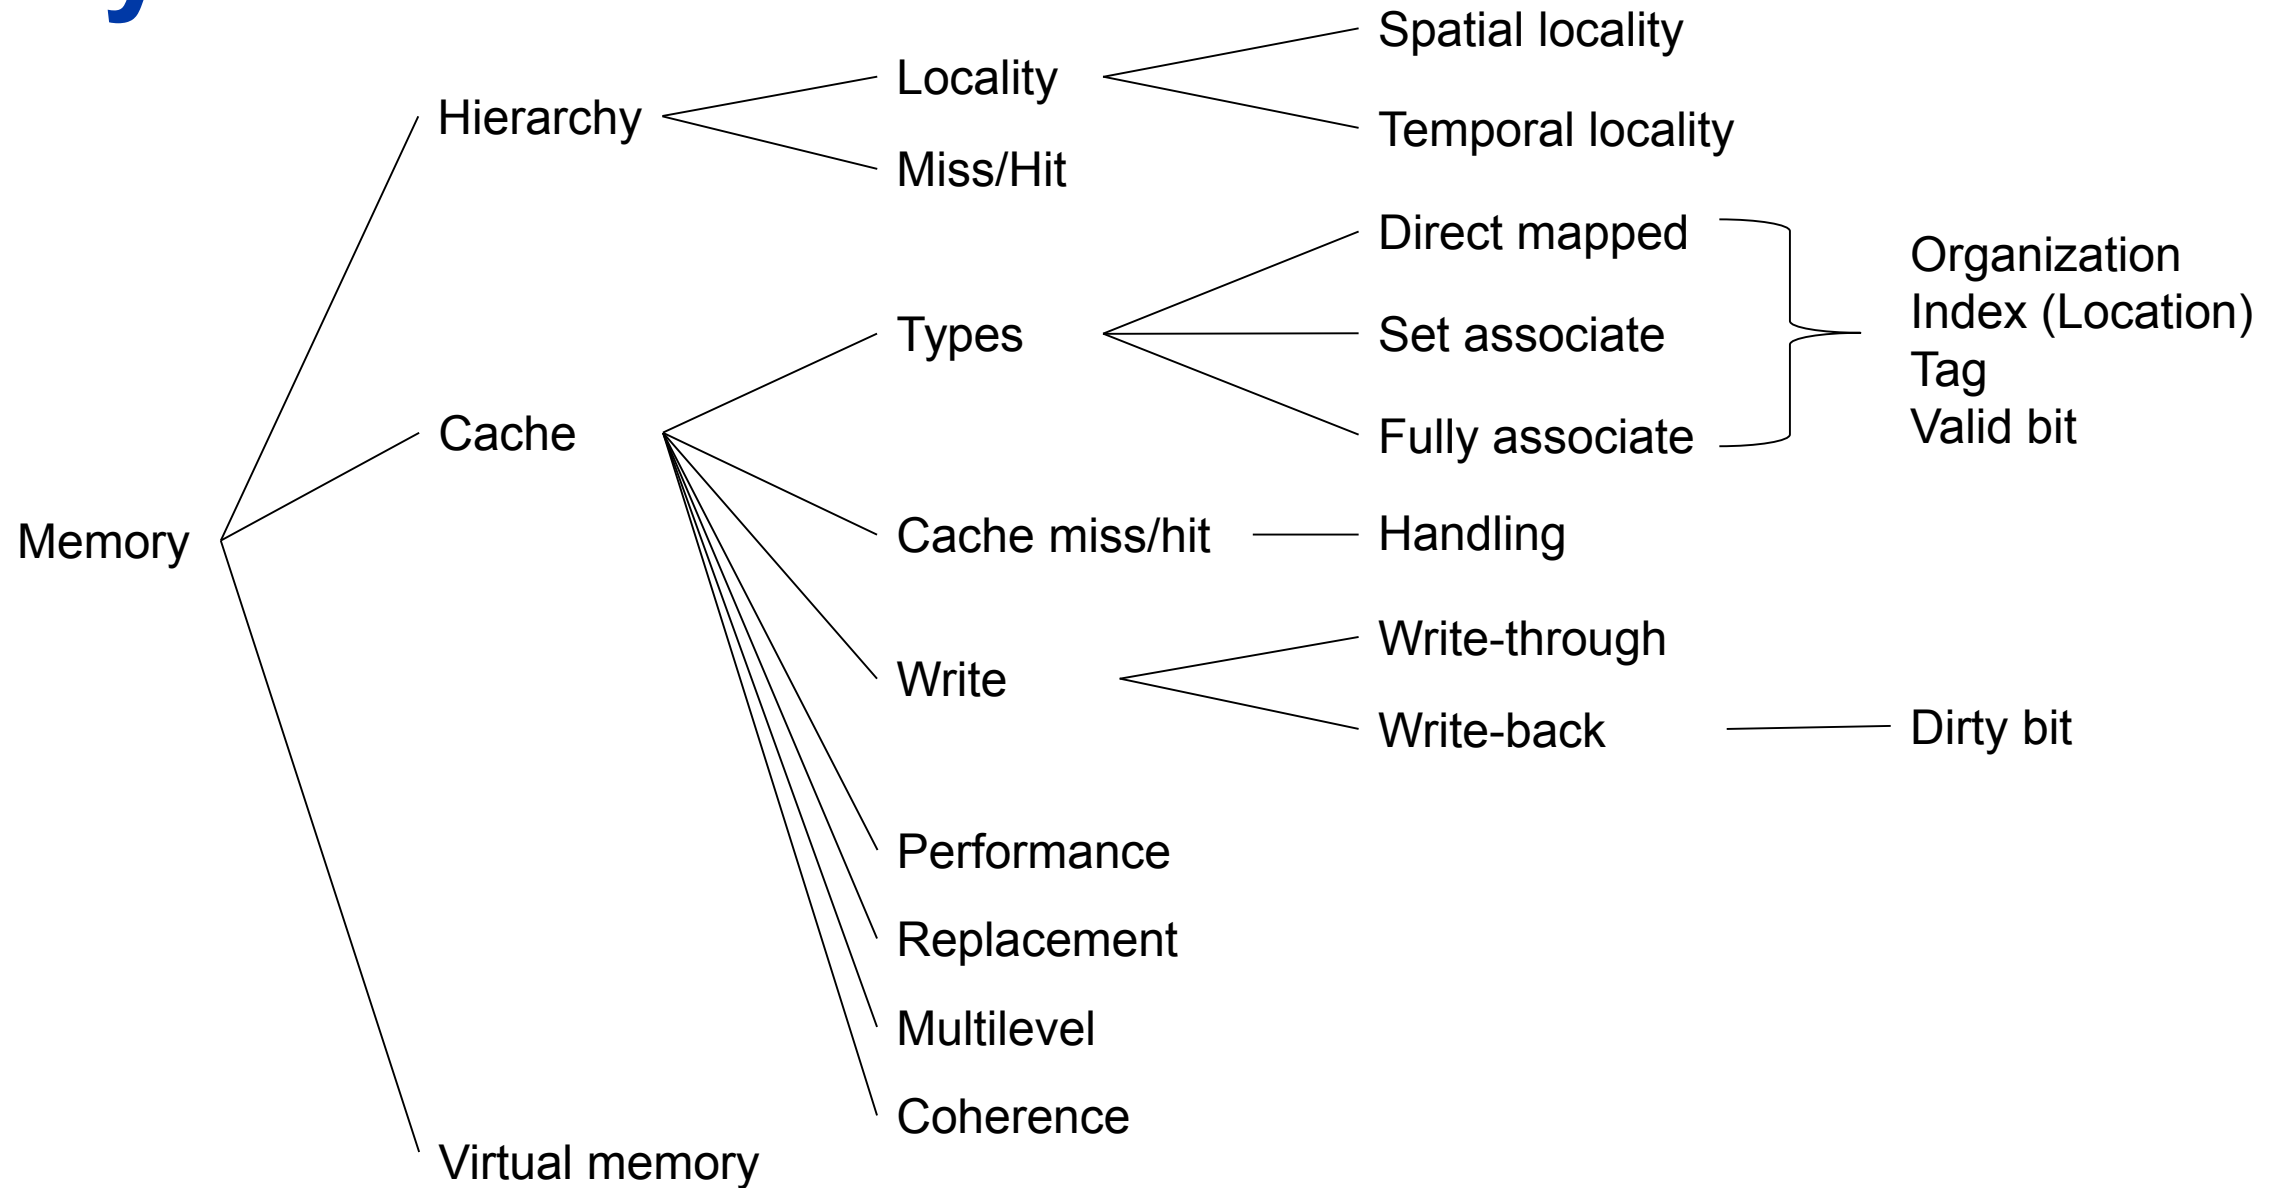 y
Spatial locality
Locality
Hierarchy
Temporal locality
Miss/Hit
Direct mapped
Organization
Index (Location)
Tag
Valid bit
Types
Set associate
Cache
Fully associate
Memory
Cache miss/hit
Handling
Write-through
Write
Write-back
Dirty bit
Performance
Replacement
Multilevel
Coherence
Virtual memory